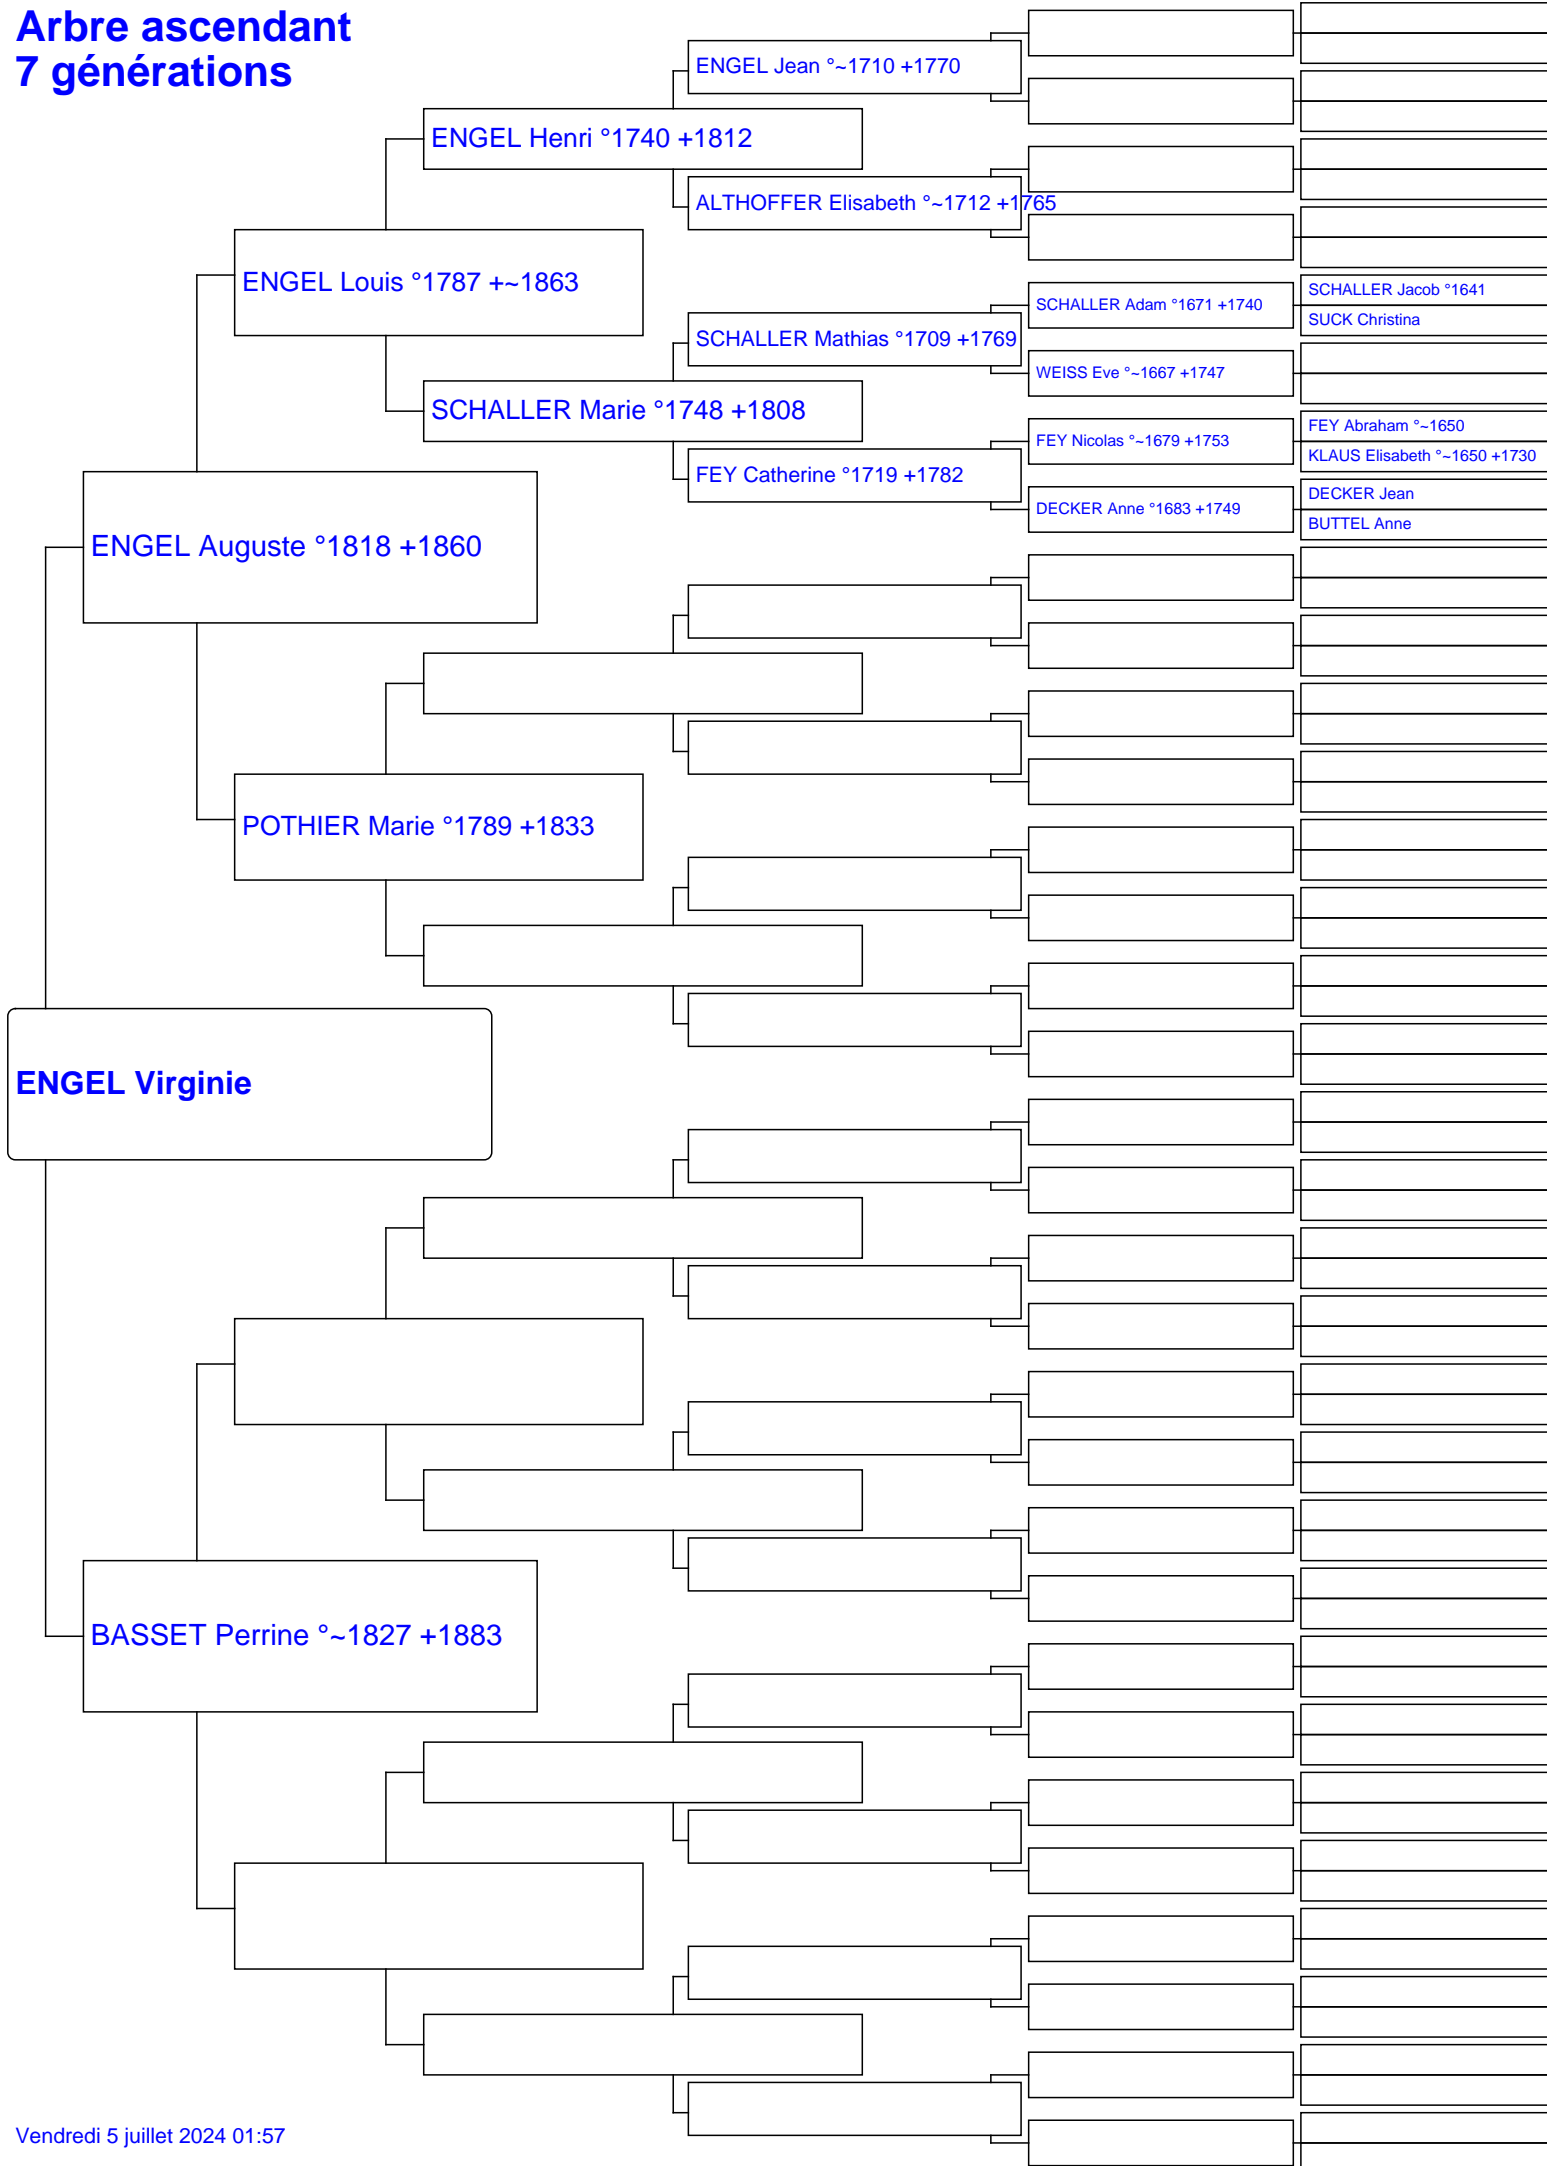 Arbre ascendant
7 générations
ENGEL Jean °~1710 +1770
ENGEL Henri °1740 +1812
ALTHOFFER Elisabeth °~1712 +1765
ENGEL Louis °1787 +~1863
SCHALLER Jacob °1641
SCHALLER Adam °1671 +1740
SUCK Christina
SCHALLER Mathias °1709 +1769
WEISS Eve °~1667 +1747
SCHALLER Marie °1748 +1808
FEY Abraham °~1650
FEY Nicolas °~1679 +1753
KLAUS Elisabeth °~1650 +1730
FEY Catherine °1719 +1782
DECKER Jean
DECKER Anne °1683 +1749
BUTTEL Anne
ENGEL Auguste °1818 +1860
POTHIER Marie °1789 +1833
ENGEL Virginie
BASSET Perrine °~1827 +1883
Vendredi 5 juillet 2024 01:57